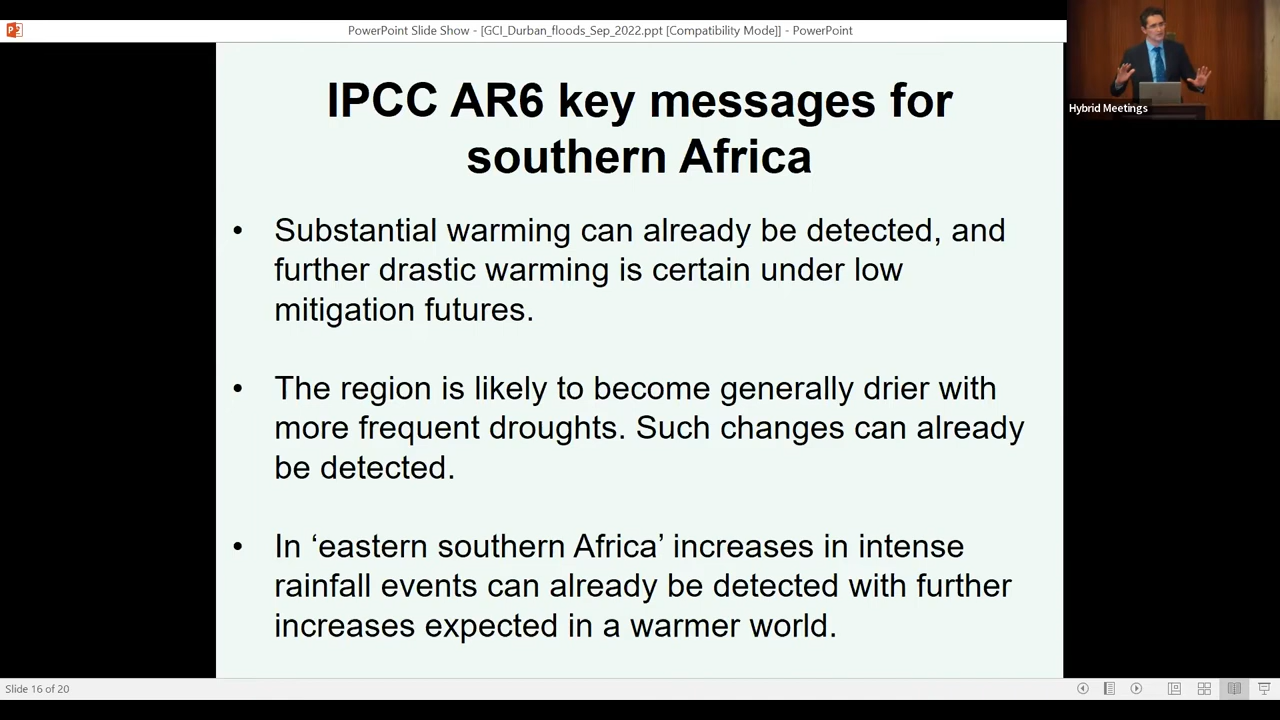 PowerPoint Slide Show - [GCI_Durban_floods_Sep_2022.ppt [Compatibility Mode]] - PowerPoint
Hybrid Meetings
IPCC AR6 key messages for
southern Africa
• Substantial warming can already be detected, and
further drastic warming is certain under low
mitigation futures.
• The region is likely to become generally drier with
more frequent droughts. Such changes can already
be detected.
• In ‘eastern southern Africa’ increases in intense
rainfall events can already be detected with further
increases expected in a warmer world.
Slide 16 of 20